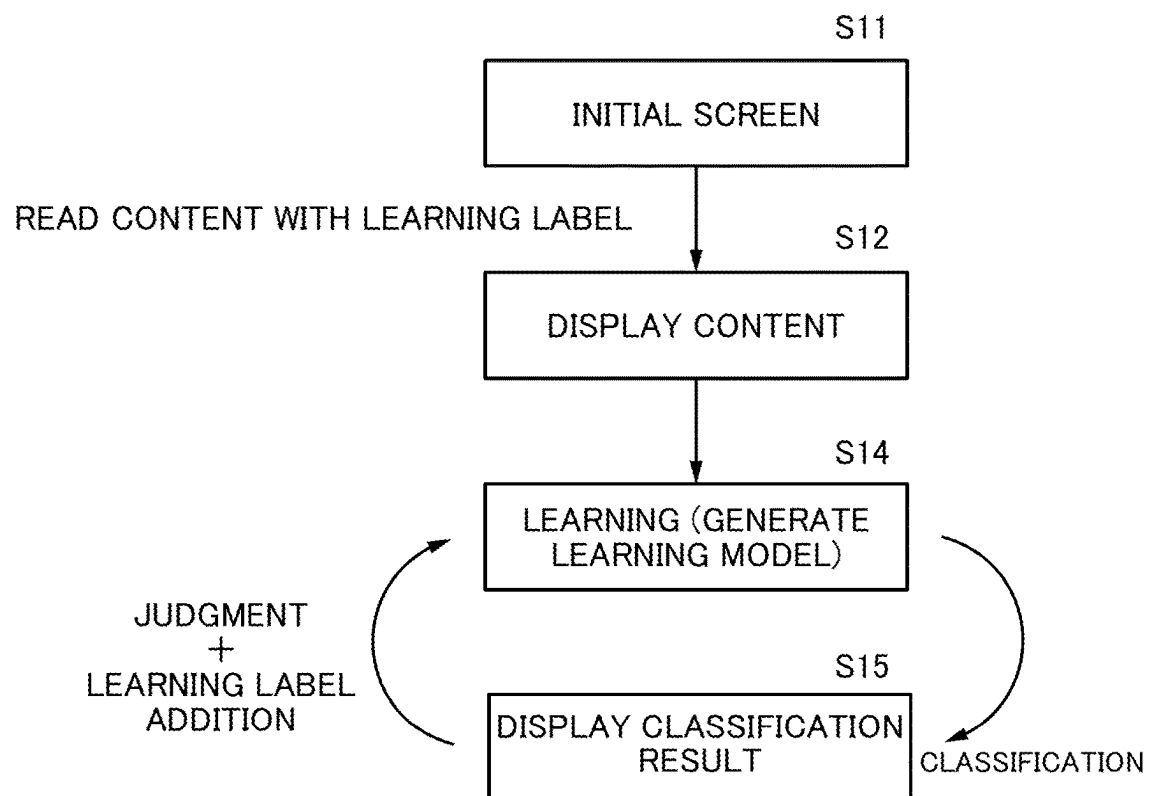 S11
INITIAL SCREEN
READ CONTENT WITH LEARNING LABEL
S12
DISPLAY CONTENT
S14
LEARNING (GENERATE
LEARNING MODEL)
JUDGMENT
+
LEARNING LABEL
ADDITION
S15
DISPLAY CLASSIFICATION
RESULT
CLASSIFICATION